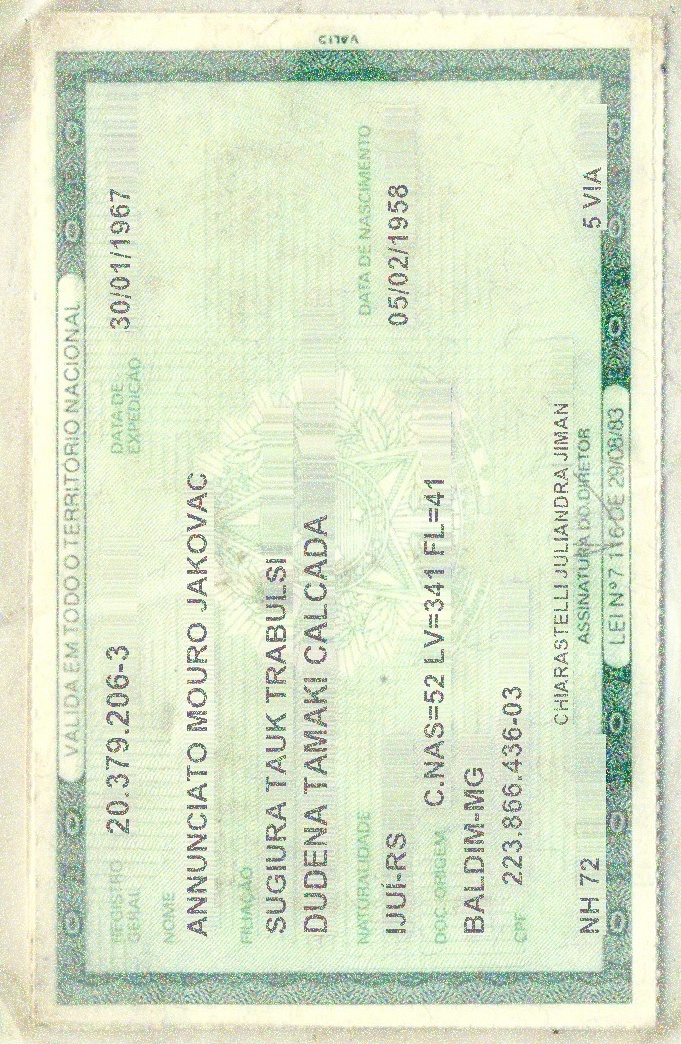 VALIDA EM TODO O TERRITÓRIO NACIONAL
REGISTRO GERAL 20.379.206-3 DATA DE EXPEDIÇÃO 30/01/1967
NOME
ANNUNCIATO MOURO JAKOVAC
FILIAÇÃO
SUGIURA TAUK TRABULSI
DUDENA TAMAKI CALCADA
NATURALIDADE DATA DE NASCIMENTO
IJUÍ-RS 05/02/1958
DOC. ORIGEM C.NAS=52 LV=341 FL=41
BALDIM-MG
CPF 223.866.436-03
CHIARASTELLI JULIANDRA JIMAN
NH 72 ASSINATURA DO DIRETOR 5 VIA
LEI Nº 7.116 DE 29/08/83